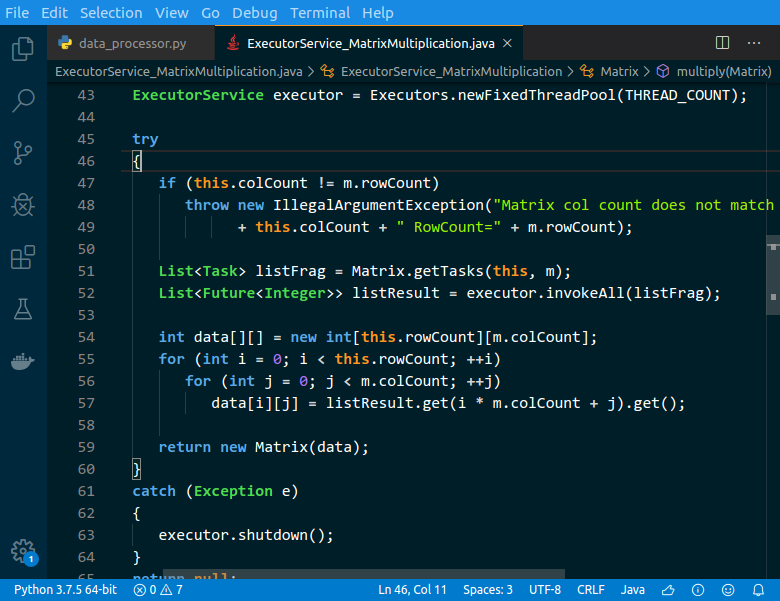 File Edit Selection View Go Debug Terminal Help
data_processor.py ExecutorService_MatrixMultiplication.java ×
ExecutorService_MatrixMultiplication.java > ExecutorService_MatrixMultiplication > Matrix > multiply(Matrix)
43 ExecutorService executor = Executors.newFixedThreadPool(THREAD_COUNT);
44
45 try
46 {
47 if (this.colCount != m.rowCount)
48 throw new IllegalArgumentException("Matrix col count does not match
49 + this.colCount + " RowCount=" + m.rowCount);
50
51 List<Task> listFrag = Matrix.getTasks(this, m);
52 List<Future<Integer>> listResult = executor.invokeAll(listFrag);
53
54 int data[][] = new int[this.rowCount][m.colCount];
55 for (int i = 0; i < this.rowCount; ++i)
56 for (int j = 0; j < m.colCount; ++j)
57 data[i][j] = listResult.get(i * m.colCount + j).get();
58
59 return new Matrix(data);
60 }
61 catch (Exception e)
62 {
63 executor.shutdown();
64 }
65 return null;
1
Python 3.7.5 64-bit 0 7 Ln 46, Col 11 Spaces: 3 UTF-8 CRLF Java